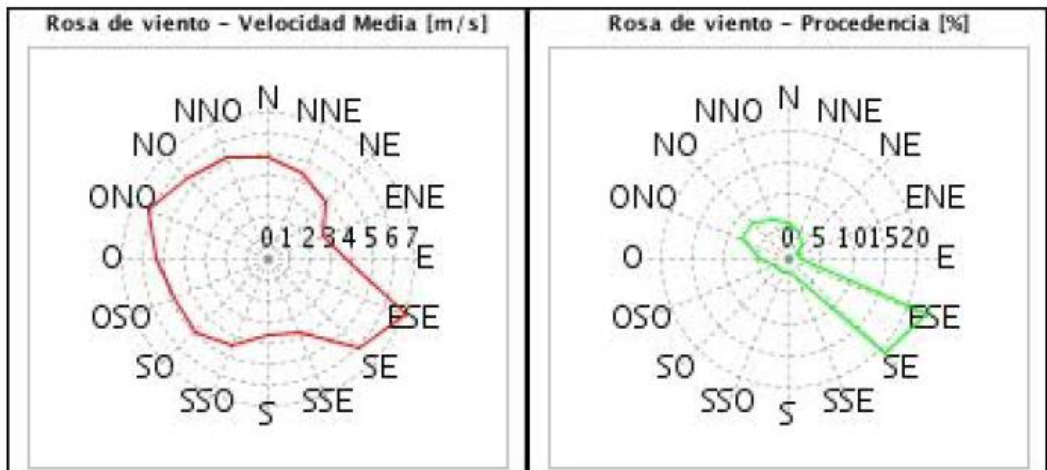 Rosa de viento - Velocidad Media [m/s]
N
NNO NNE
NO NE
ONO ENE
0 1 2 3 4 5 6 7
O E
OSO ESE
SO SE
SSO SSE
S
Rosa de viento - Procedencia [%]
N
NNO NNE
NO NE
ONO ENE
0 5 10 15 20
O E
OSO ESE
SO SE
SSO SSE
S